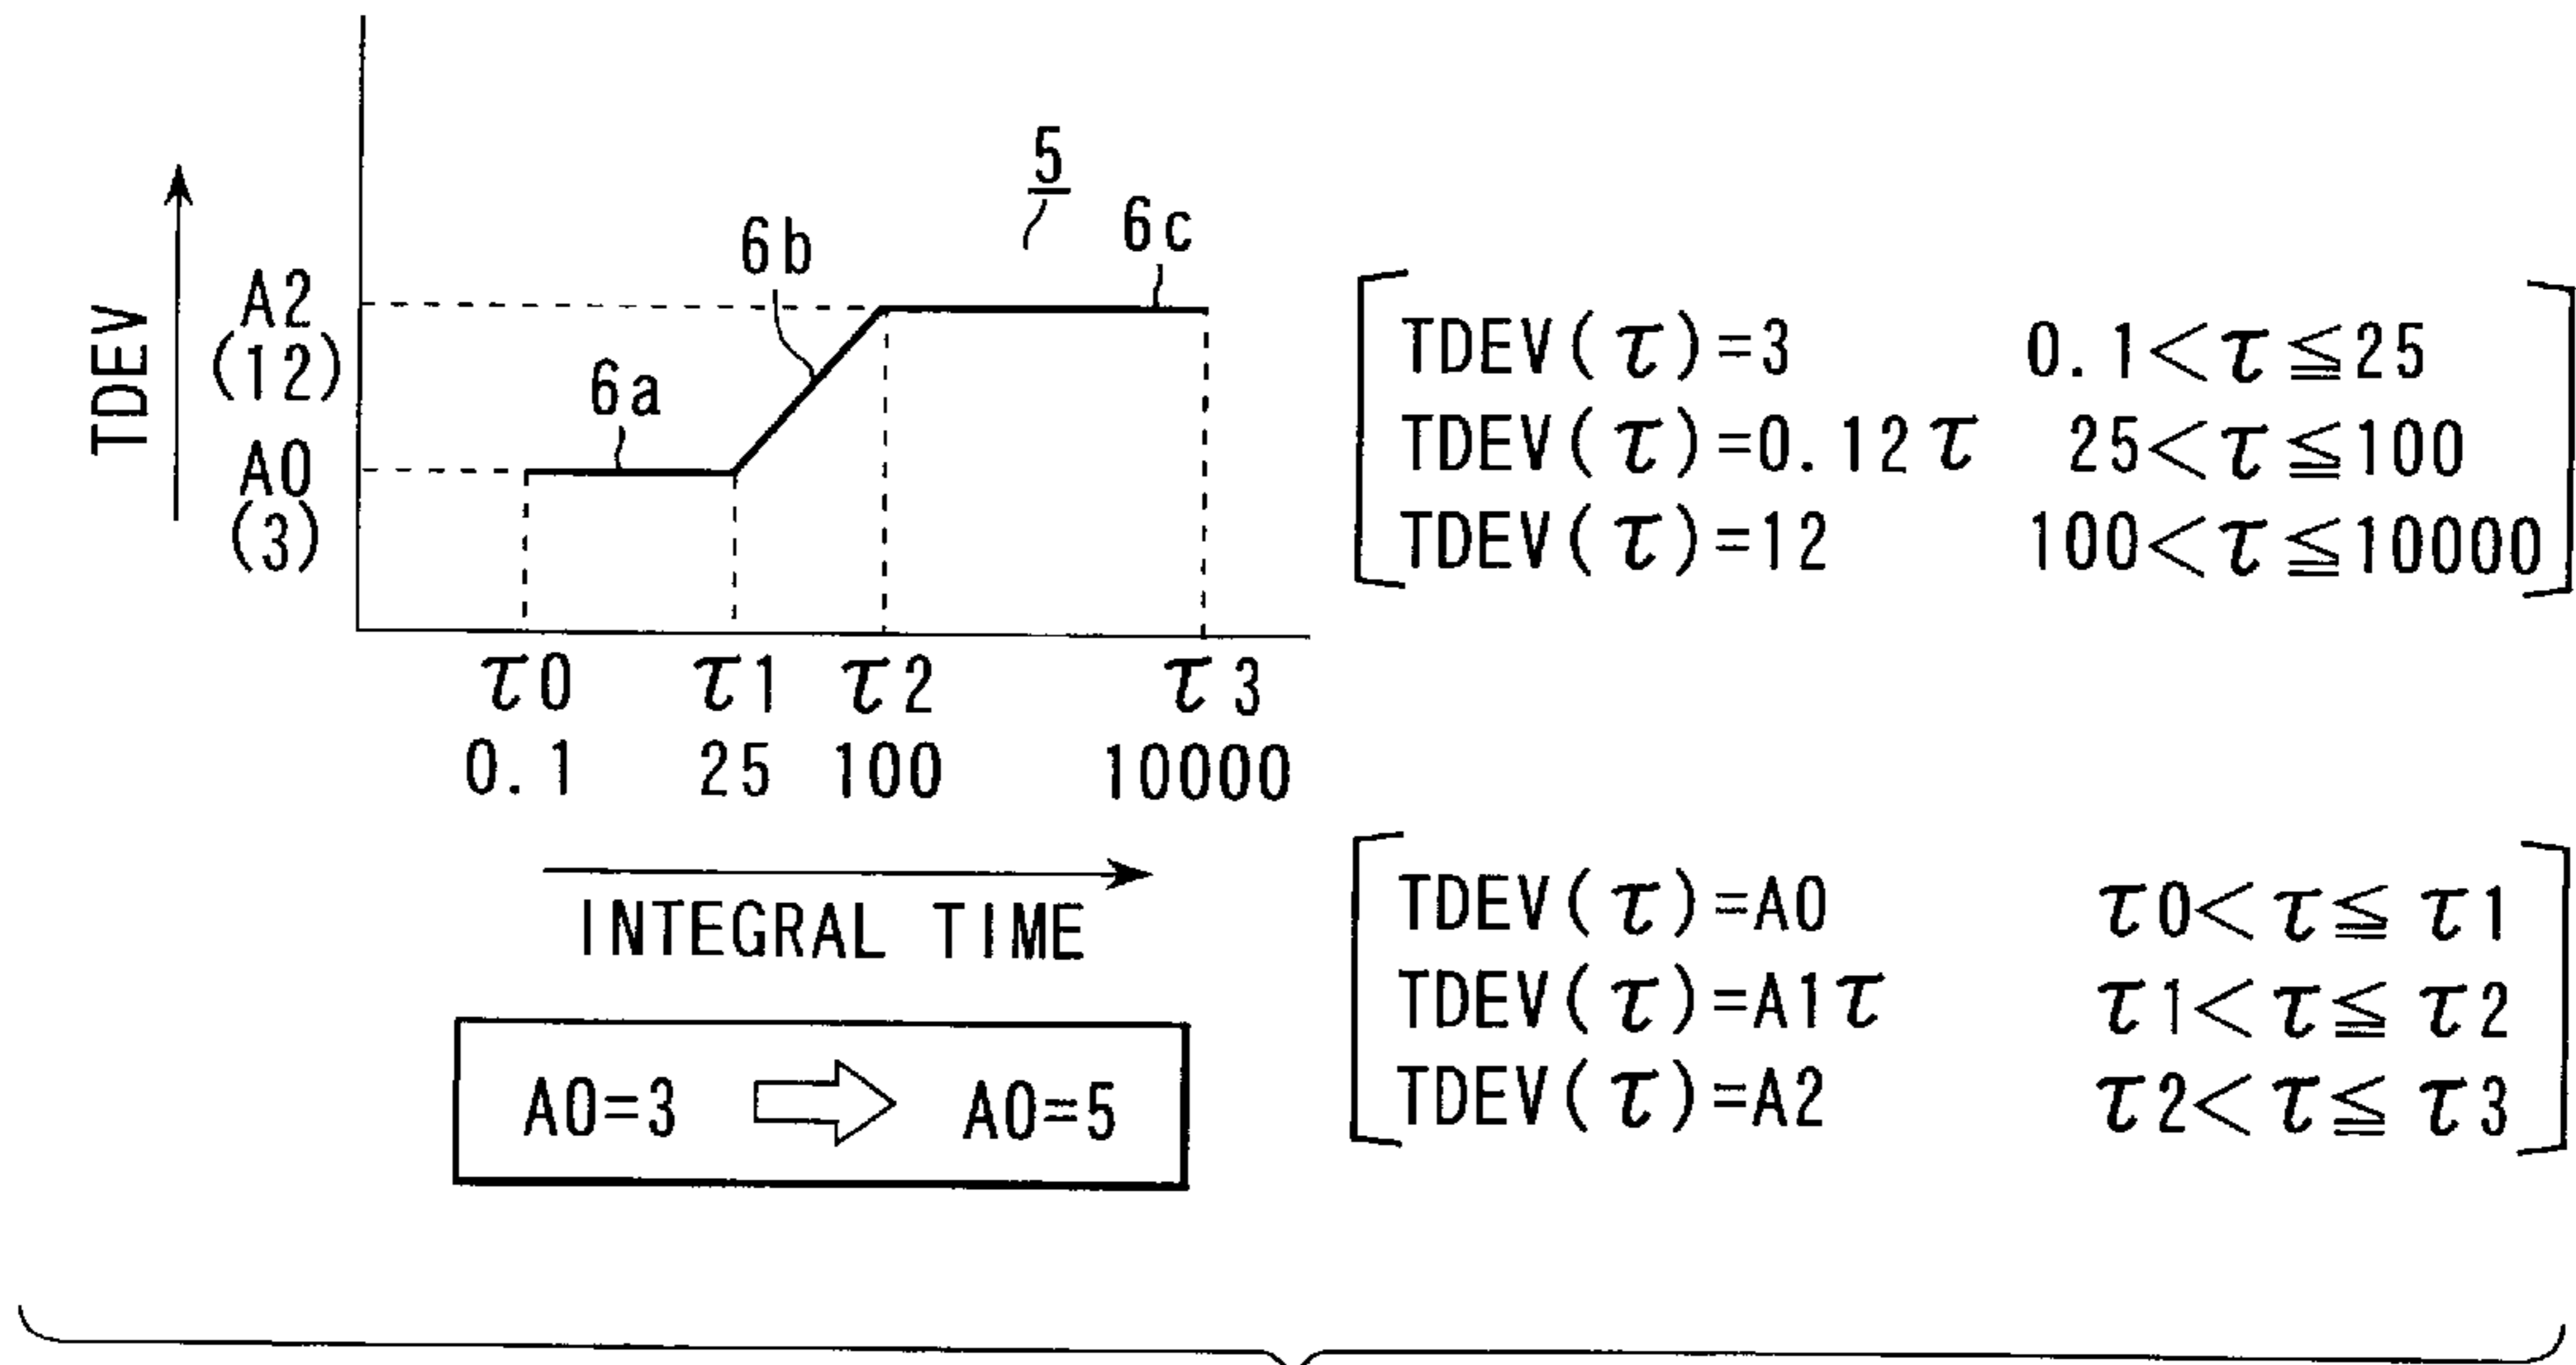 5
6b
6c
6a
TDEV
A2
(12)
A0
(3)
τ0 τ1 τ2 τ3
0.1 25 100 10000
INTEGRAL TIME
A0=3 A0=5
TDEV(τ)=3 0.1<τ≦25
TDEV(τ)=0.12τ 25<τ≦100
TDEV(τ)=12 100<τ≦10000
TDEV(τ)=A0 τ0<τ≦τ1
TDEV(τ)=A1τ τ1<τ≦τ2
TDEV(τ)=A2 τ2<τ≦τ3